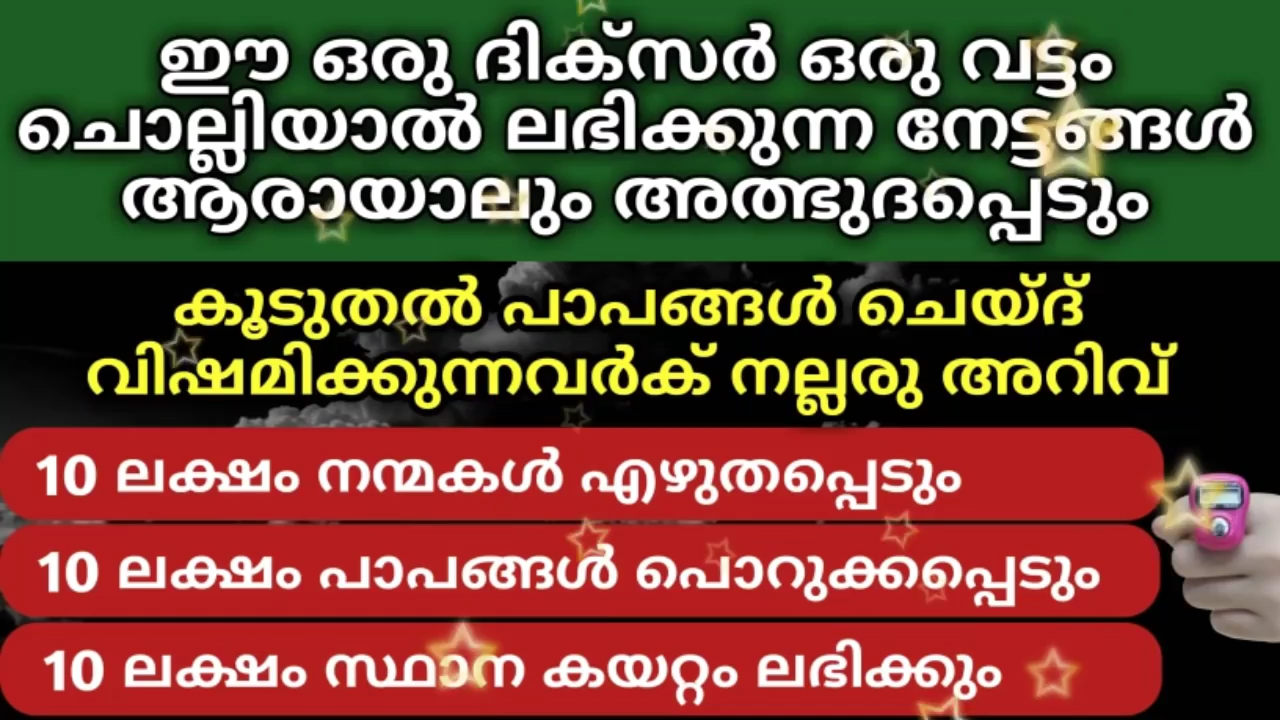 ഈ ഒരു ദിക്സർ ഒരു വട്ടം
ചൊല്ലിയാൽ ലഭിക്കുന്ന നേട്ടങ്ങൾ
ആരായാലും അത്ഭുദപ്പെടും
കൂടുതൽ പാപങ്ങൾ ചെയ്ദ്
വിഷമിക്കുന്നവർക് നല്ലരു അറിവ്
10 ലക്ഷം നന്മകൾ എഴുതപ്പെടും
10 ലക്ഷം പാപങ്ങൾ പൊറുക്കപ്പെടും
10 ലക്ഷം സ്ഥാന കയറ്റം ലഭിക്കും